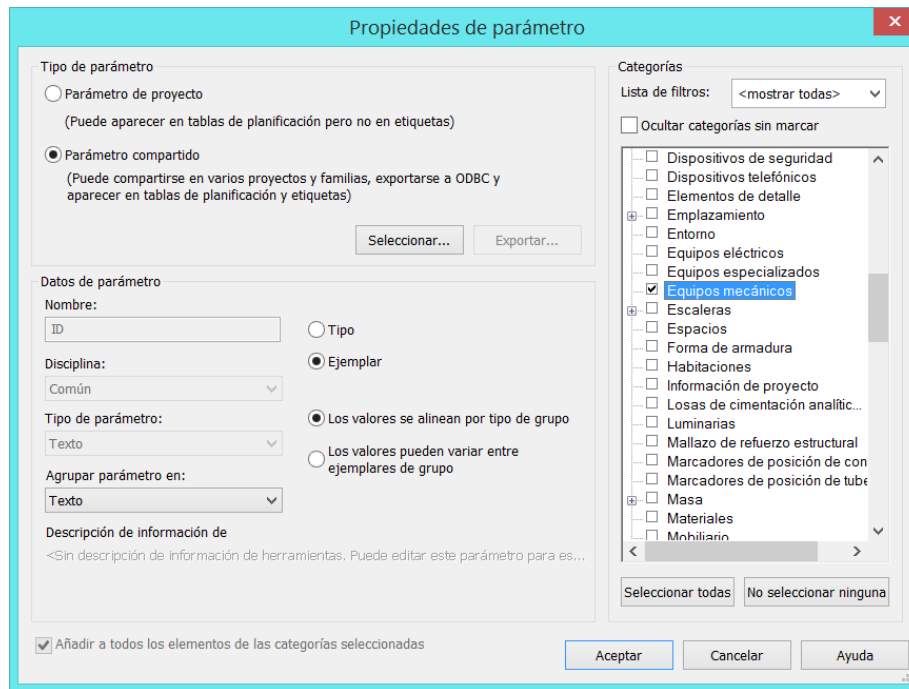 Propiedades de parámetro
Tipo de parámetro
Parámetro de proyecto
(Puede aparecer en tablas de planificación pero no en etiquetas)
Parámetro compartido
(Puede compartirse en varios proyectos y familias, exportarse a ODBC y
aparecer en tablas de planificación y etiquetas)
Seleccionar...
Exportar...
Datos de parámetro
Nombre:
ID
Tipo
Disciplina:
Ejemplar
Común
Tipo de parámetro:
Los valores se alinean por tipo de grupo
Texto
Los valores pueden variar entre
ejemplares de grupo
Agrupar parámetro en:
Texto
Descripción de información de
<Sin descripción de información de herramientas. Puede editar este parámetro para es...
Añadir a todos los elementos de las categorías seleccionadas
Categorías
Lista de filtros:
<mostrar todas>
Ocultar categorías sin marcar
Dispositivos de seguridad
Dispositivos telefónicos
Elementos de detalle
Emplazamiento
Entorno
Equipos eléctricos
Equipos especializados
Equipos mecánicos
Escaleras
Espacios
Forma de armadura
Habitaciones
Información de proyecto
Losas de cimentación analític...
Luminarias
Mallazo de refuerzo estructural
Marcadores de posición de con
Marcadores de posición de tube
Masa
Materiales
Mobiliario
Seleccionar todas
No seleccionar ninguna
Aceptar
Cancelar
Ayuda